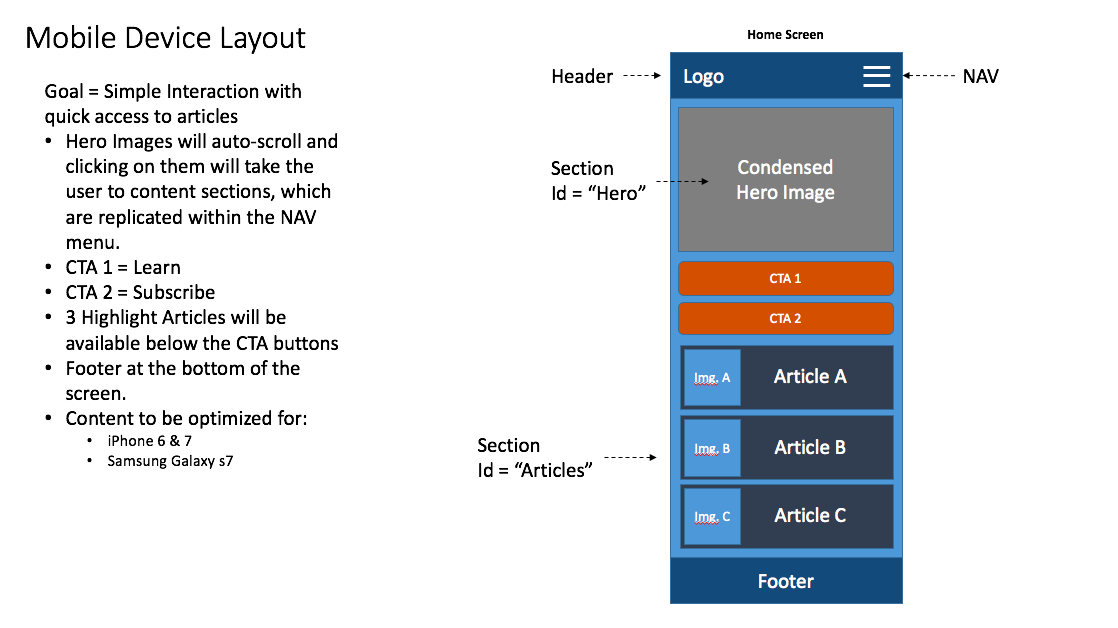 Mobile Device Layout
Goal = Simple Interaction with
quick access to articles
• Hero Images will auto-scroll and
clicking on them will take the
user to content sections, which
are replicated within the NAV
menu.
• CTA 1 = Learn
• CTA 2 = Subscribe
• 3 Highlight Articles will be
available below the CTA buttons
• Footer at the bottom of the
screen.
• Content to be optimized for:
• iPhone 6 & 7
• Samsung Galaxy s7
Home Screen
Header
Logo
NAV
Section
Id = “Hero”
Condensed
Hero Image
CTA 1
CTA 2
Img. A
Article A
Section
Id = “Articles”
Img. B
Article B
Img. C
Article C
Footer